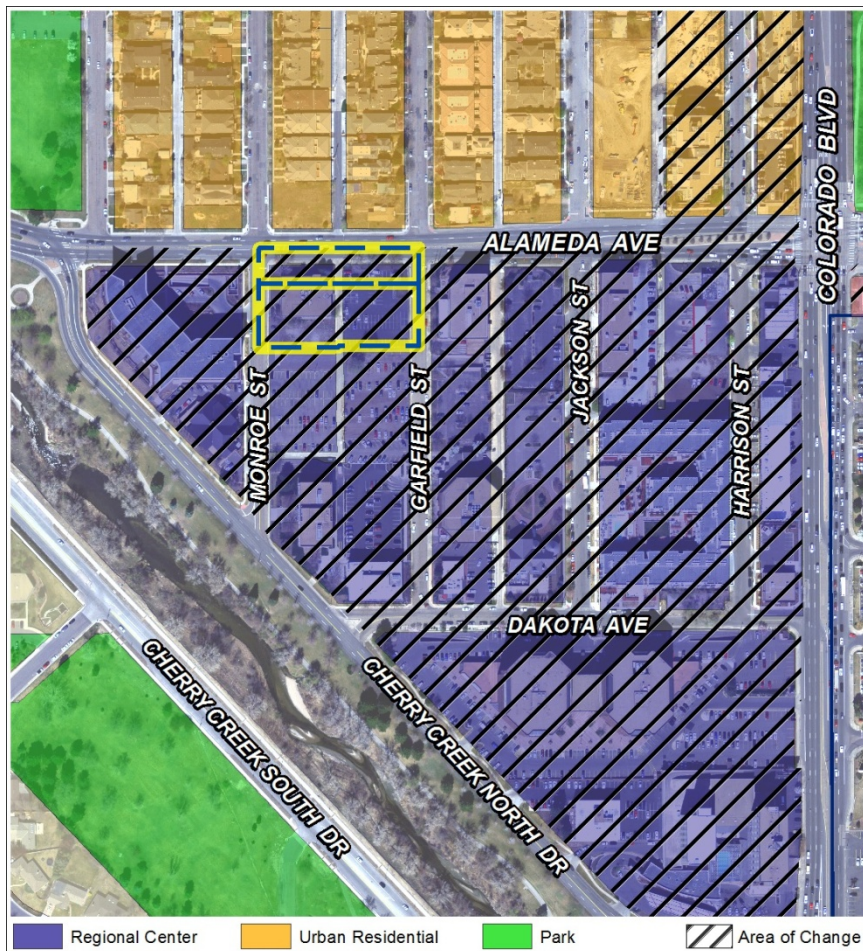 ALAMEDA AVE
COLORADO BLVD
MONROE ST
GARFIELD ST
JACKSON ST
HARRISON ST
DAKOTA AVE
CHERRY CREEK SOUTH DR
CHERRY CREEK NORTH DR
Regional Center Urban Residential Park Area of Change